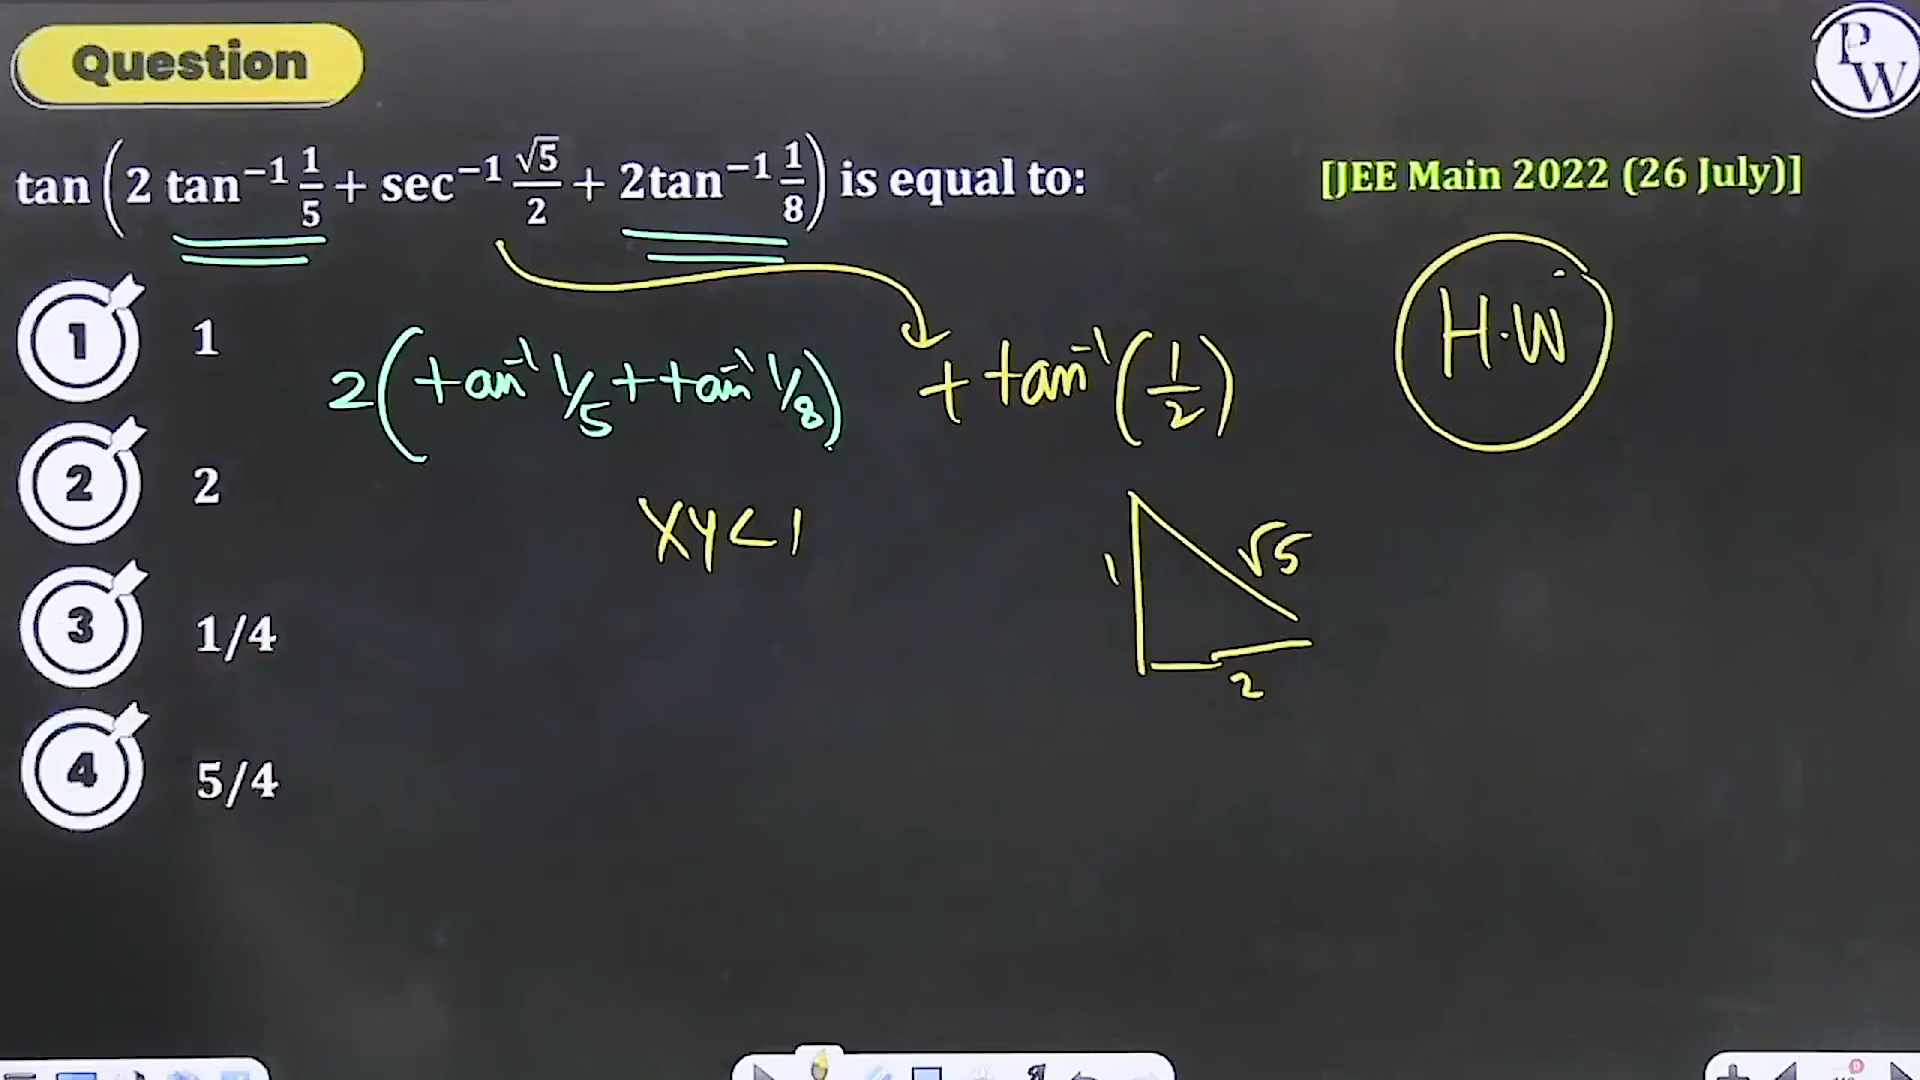 Question
PW
tan (2 tan⁻¹ 1/5 + sec⁻¹ √5/2 + 2tan⁻¹ 1/8) is equal to:
[JEE Main 2022 (26 July)]
H.W
1 1
2(tan⁻¹ 1/5 + tan⁻¹ 1/8) + tan⁻¹(1/2)
2 2
xy < 1
1 √5
2
3 1/4
4 5/4